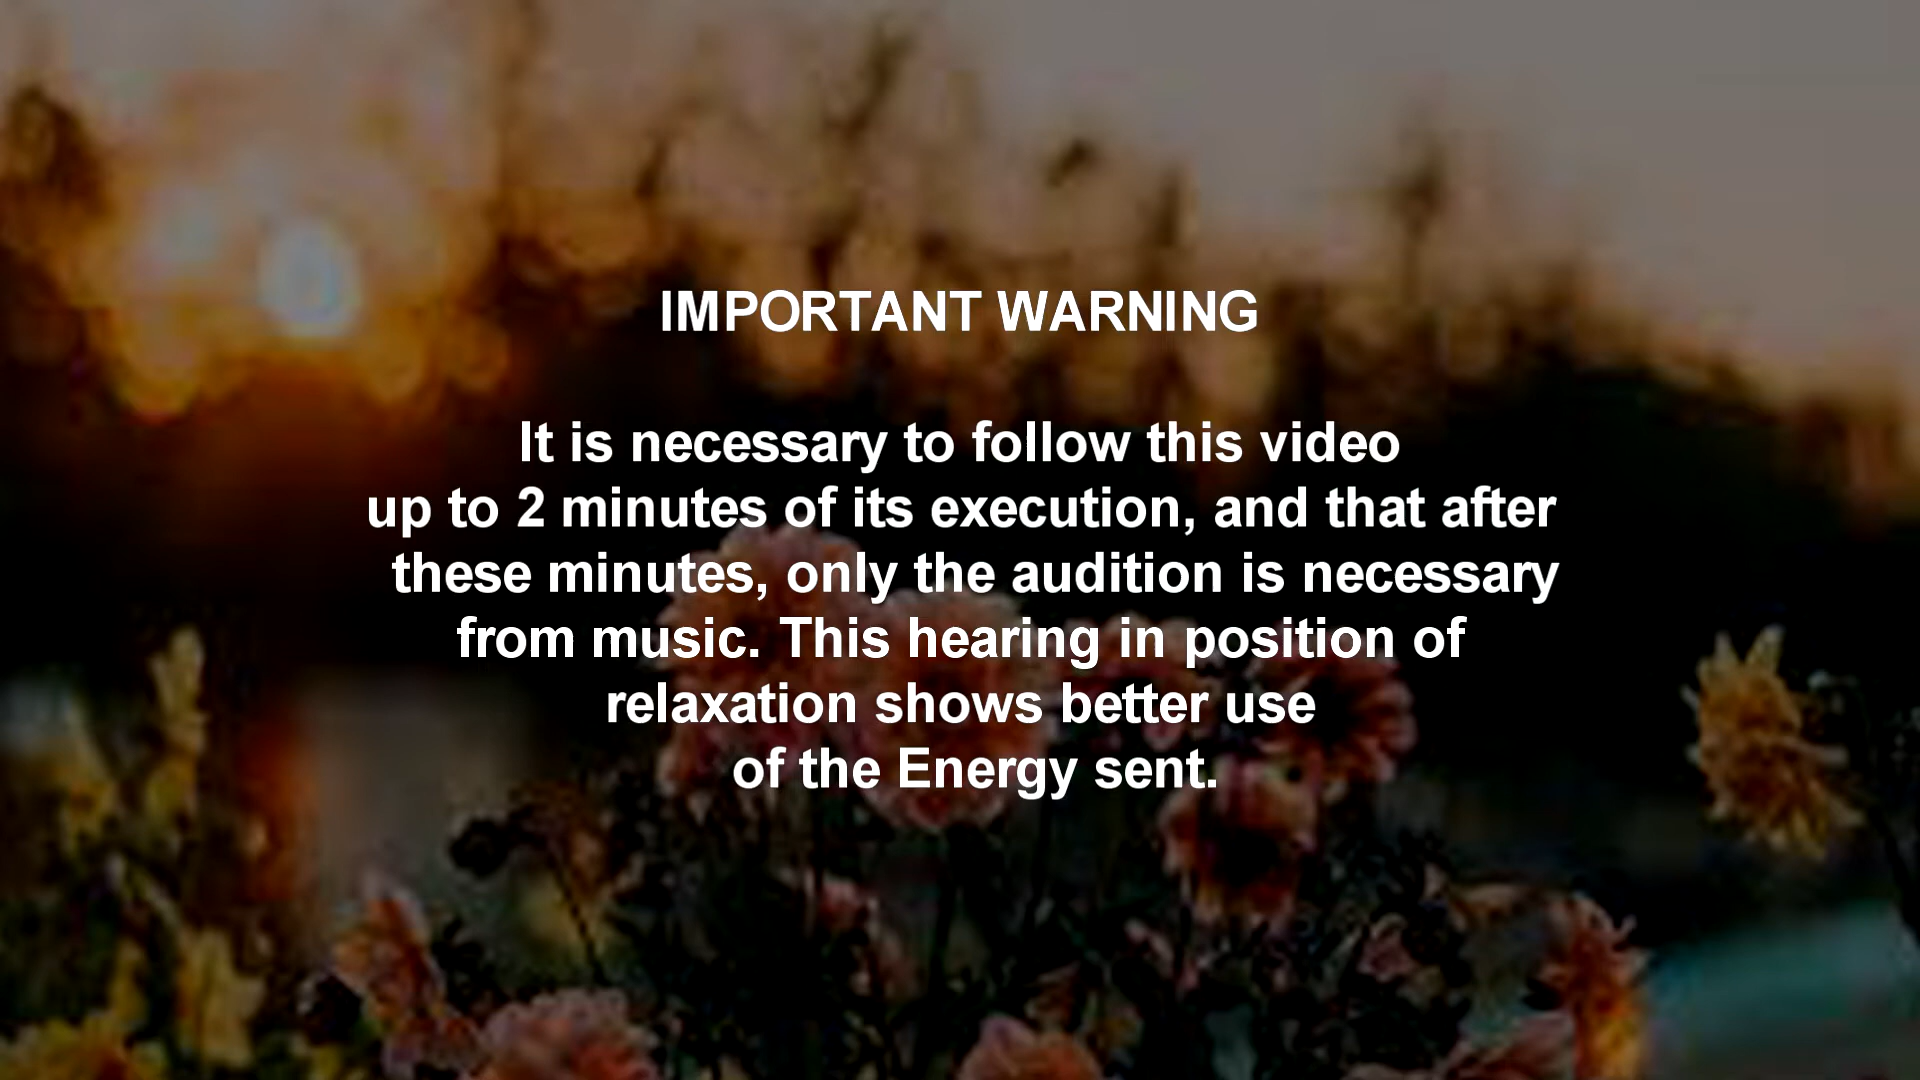 IMPORTANT WARNING
It is necessary to follow this video
up to 2 minutes of its execution, and that after
these minutes, only the audition is necessary
from music. This hearing in position of
relaxation shows better use
of the Energy sent.